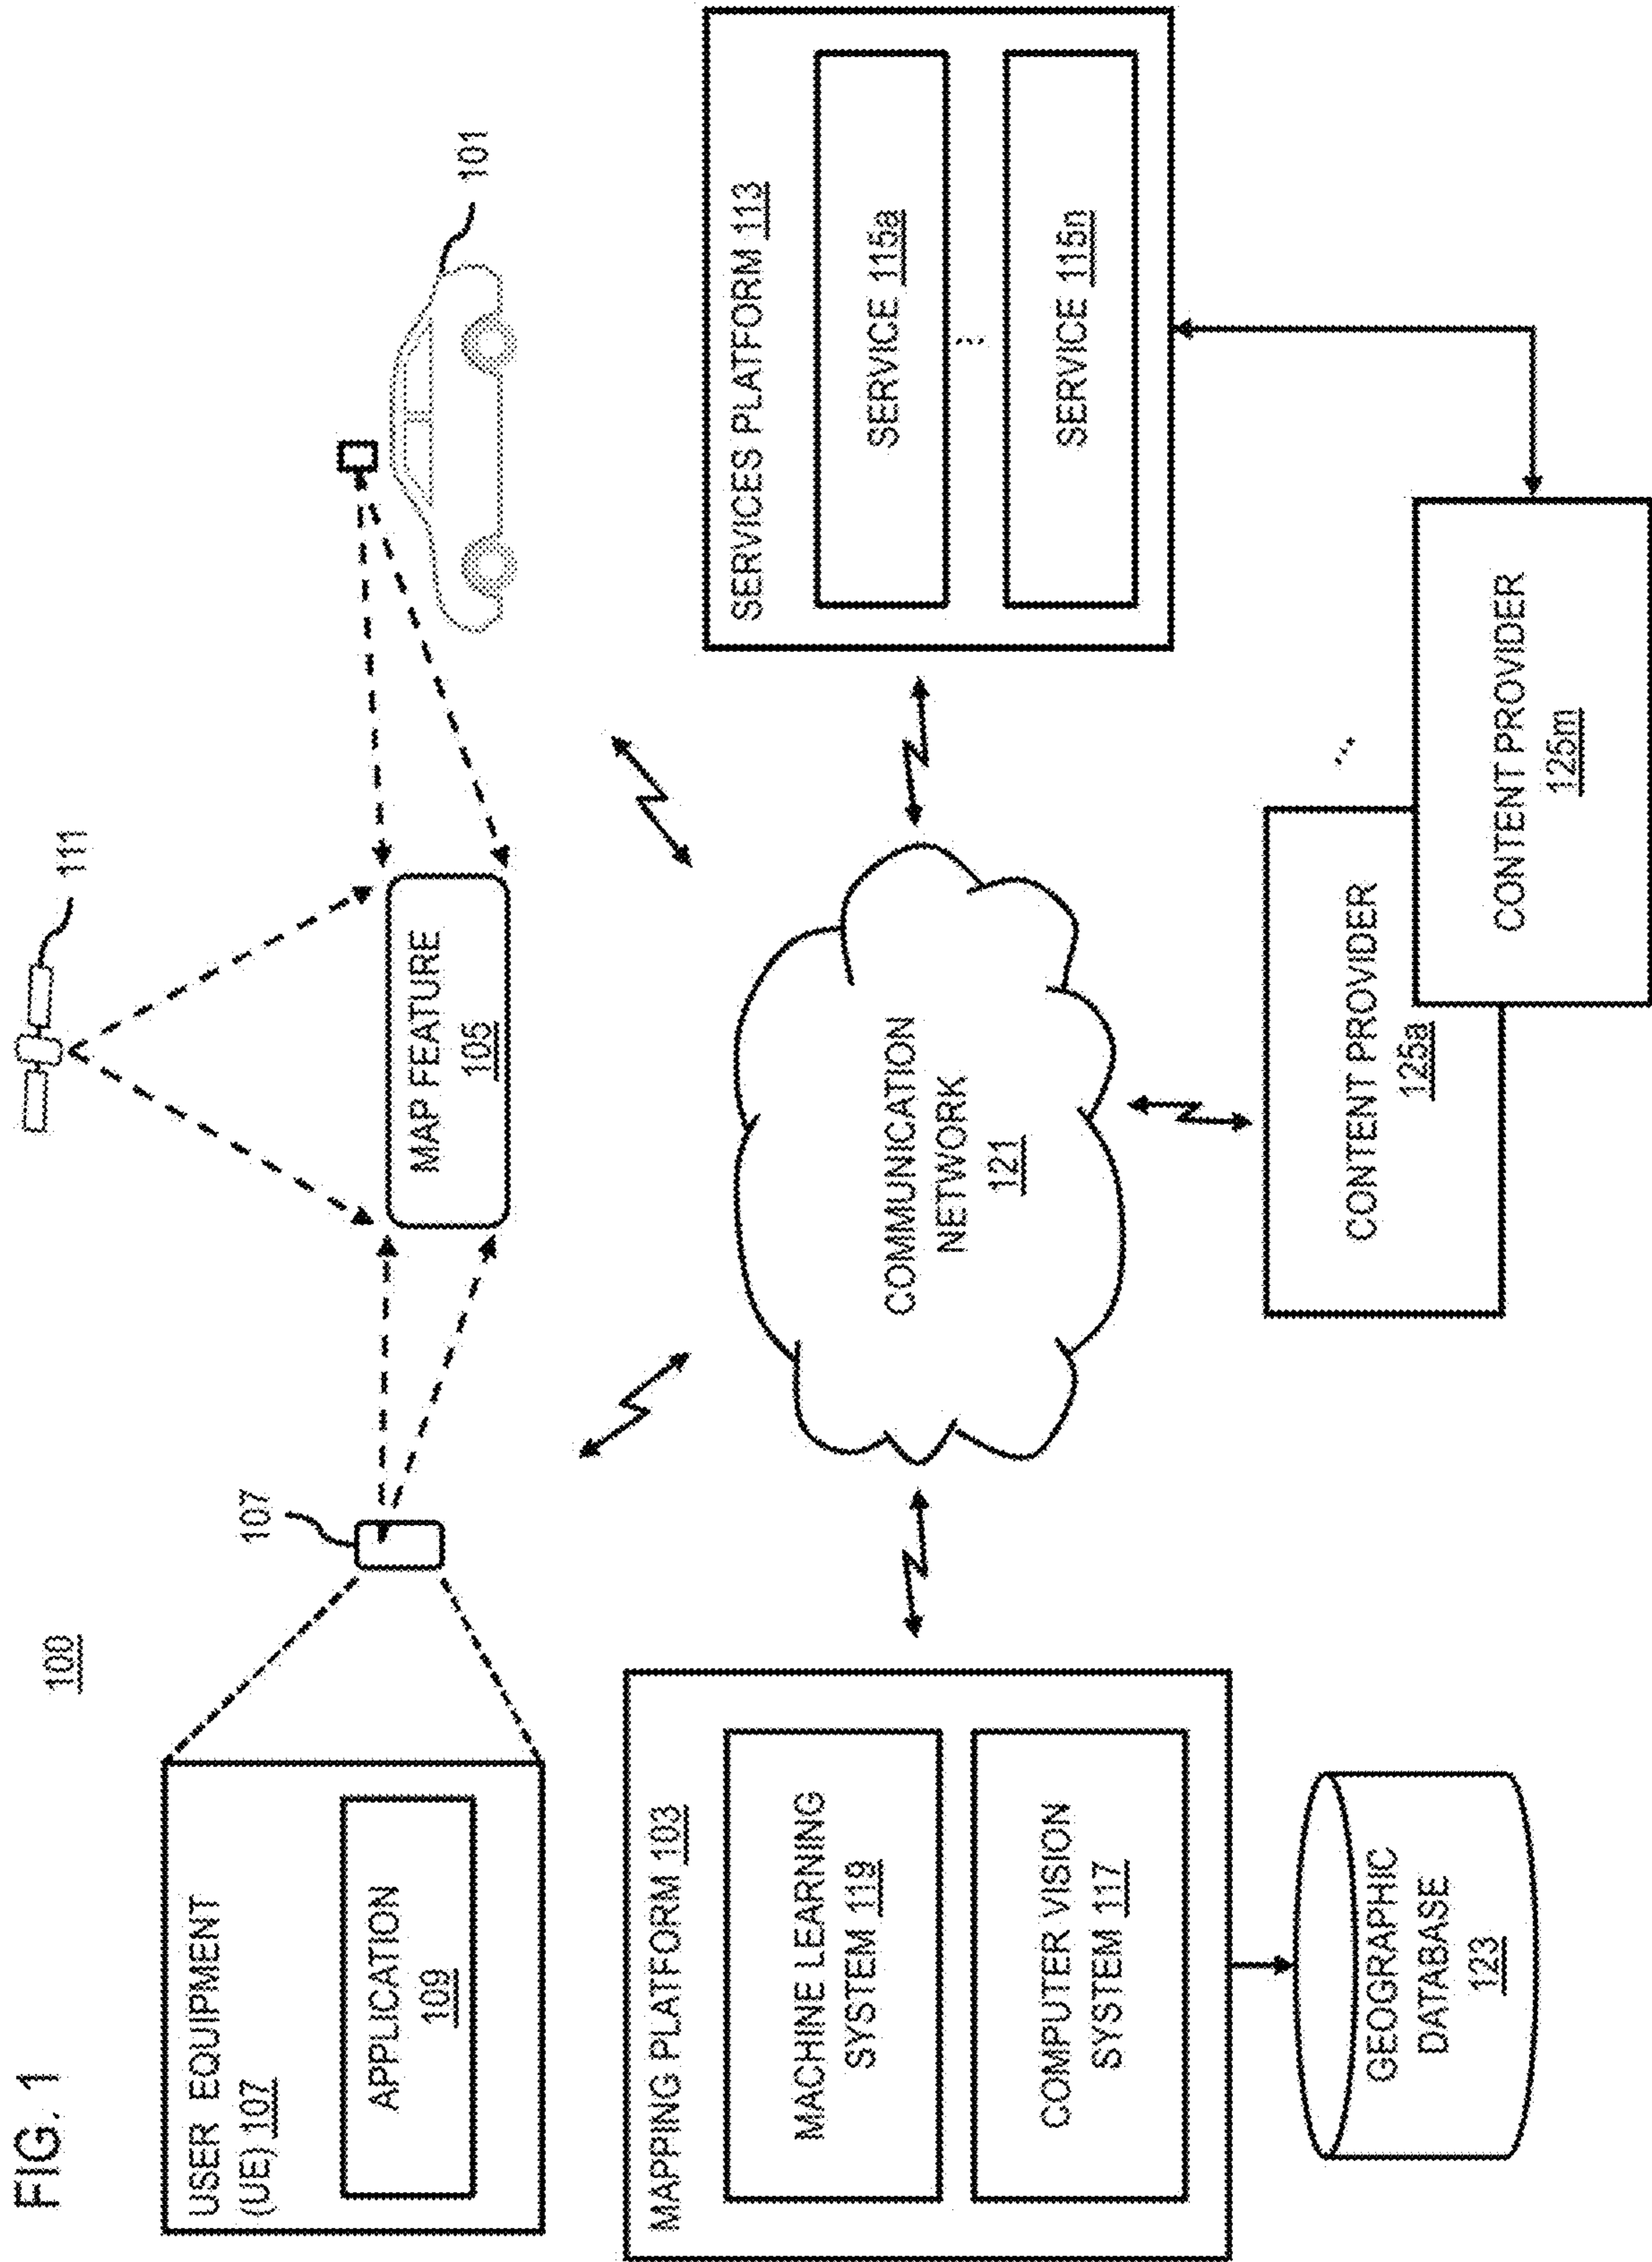 FIG. 1
100
111
USER EQUIPMENT
(UE) 107
APPLICATION
109
107
MAP FEATURE
105
101
MAPPING PLATFORM 103
MACHINE LEARNING
SYSTEM 119
COMPUTER VISION
SYSTEM 117
GEOGRAPHIC
DATABASE
123
COMMUNICATION
NETWORK
121
SERVICES PLATFORM 113
SERVICE 115a
...
SERVICE 115n
CONTENT PROVIDER
125a
...
CONTENT PROVIDER
125m